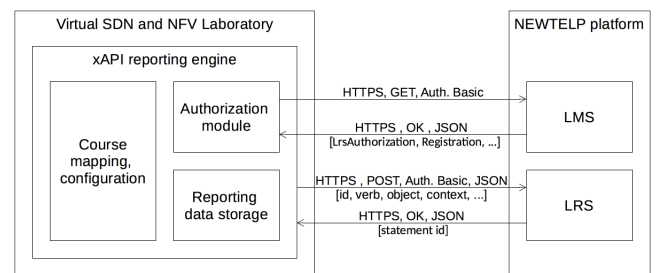 Virtual SDN and NFV Laboratory
NEWTELP platform
xAPI reporting engine
Course
mapping,
configuration
Authorization
module
HTTPS, GET, Auth. Basic
HTTPS , OK , JSON
[LrsAuthorization, Registration, ...]
LMS
Reporting
data storage
HTTPS , POST, Auth. Basic, JSON
[id, verb, object, context, ...]
HTTPS, OK, JSON
[statement id]
LRS